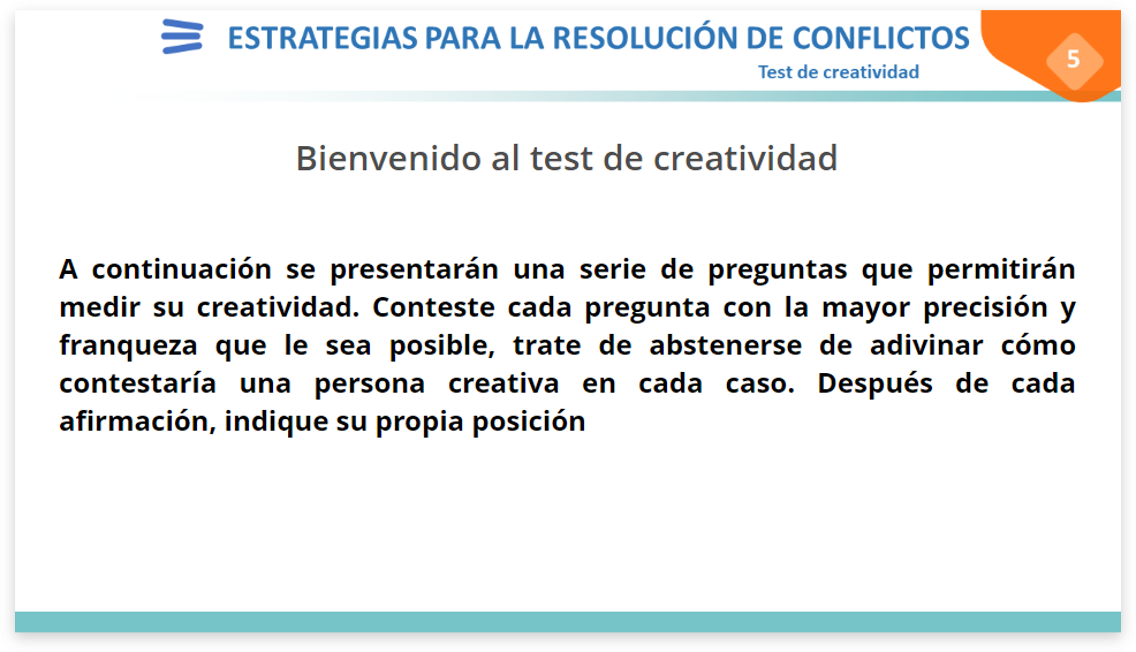 ESTRATEGIAS PARA LA RESOLUCIÓN DE CONFLICTOS
5
Test de creatividad
Bienvenido al test de creatividad
A continuación se presentarán una serie de preguntas que permitirán
medir su creatividad. Conteste cada pregunta con la mayor precisión y
franqueza que le sea posible, trate de abstenerse de adivinar cómo
contestaría una persona creativa en cada caso. Después de cada
afirmación, indique su propia posición